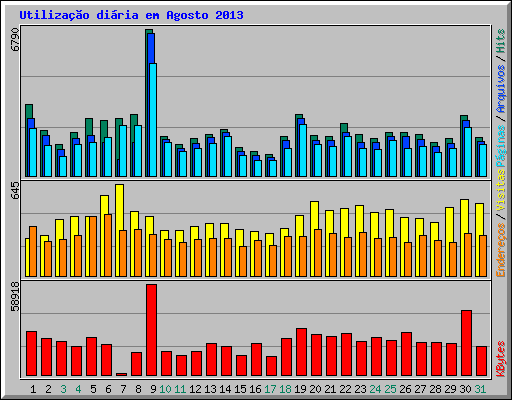 Utilização diária em Agosto 2013
6790
645
58918
Endereços / Visitas Páginas / Arquivos / Hits
KBytes
1 2 3 4 5 6 7 8 9 10 11 12 13 14 15 16 17 18 19 20 21 22 23 24 25 26 27 28 29 30 31